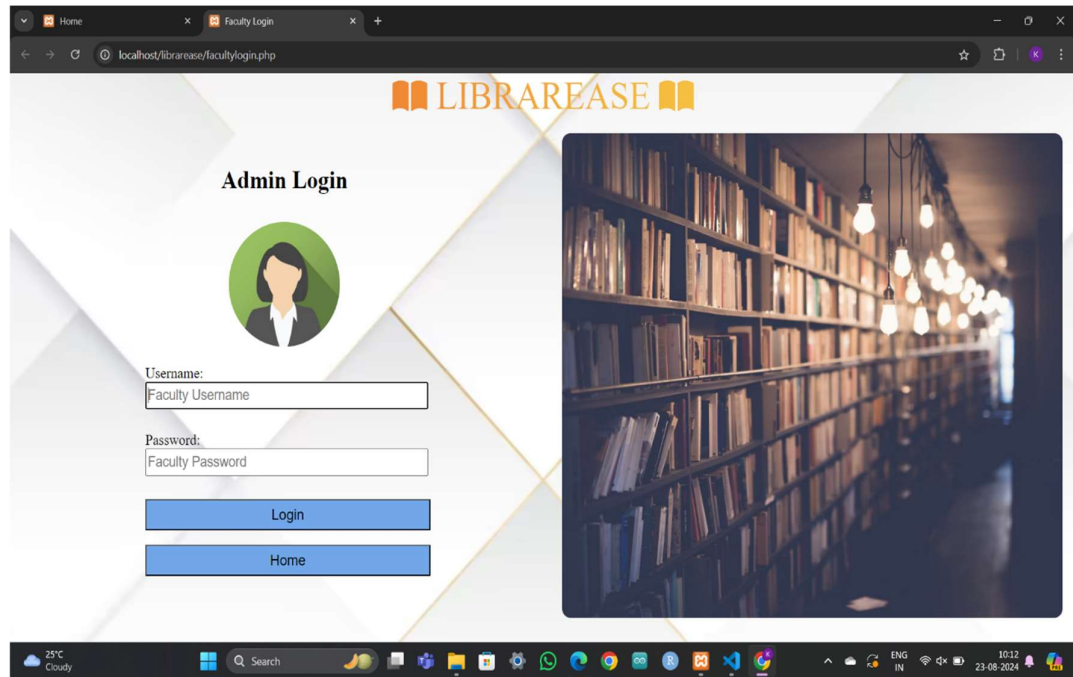 Home
Faculty Login
localhost/librarease/facultylogin.php
K
LIBRAREASE
Admin Login
Username:
Faculty Username
Password:
Faculty Password
Login
Home
25°C
Cloudy
Search
R
ENG
IN
10:12
23-08-2024